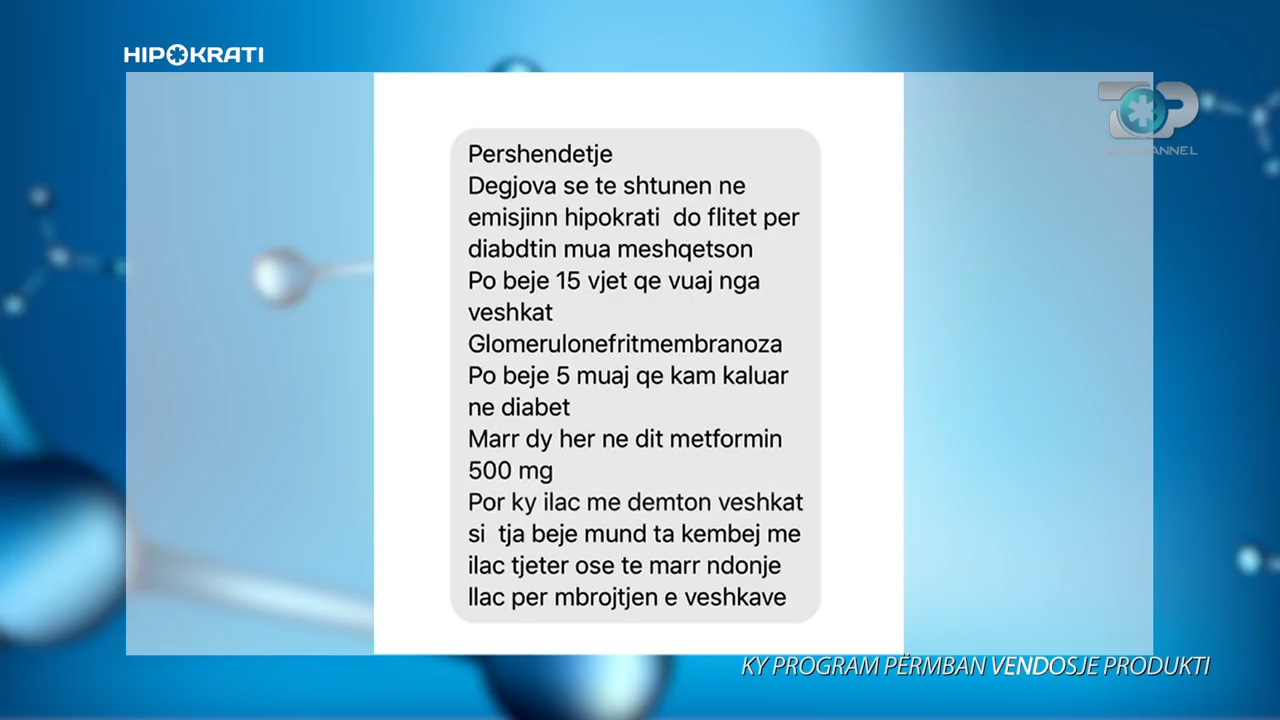 HIPOKRATI
Pershendetje
Degjova se te shtunen ne
emisjinn hipokrati do flitet per
diabdtin mua meshqetson
Po beje 15 vjet qe vuaj nga
veshkat
Glomerulonefritmembranoza
Po beje 5 muaj qe kam kaluar
ne diabet
Marr dy her ne dit metformin
500 mg
Por ky ilac me demton veshkat
si tja beje mund ta kembej me
ilac tjeter ose te marr ndonje
llac per mbrojtjen e veshkave
KY PROGRAM PËRMBAN VENDOSJE PRODUKTI